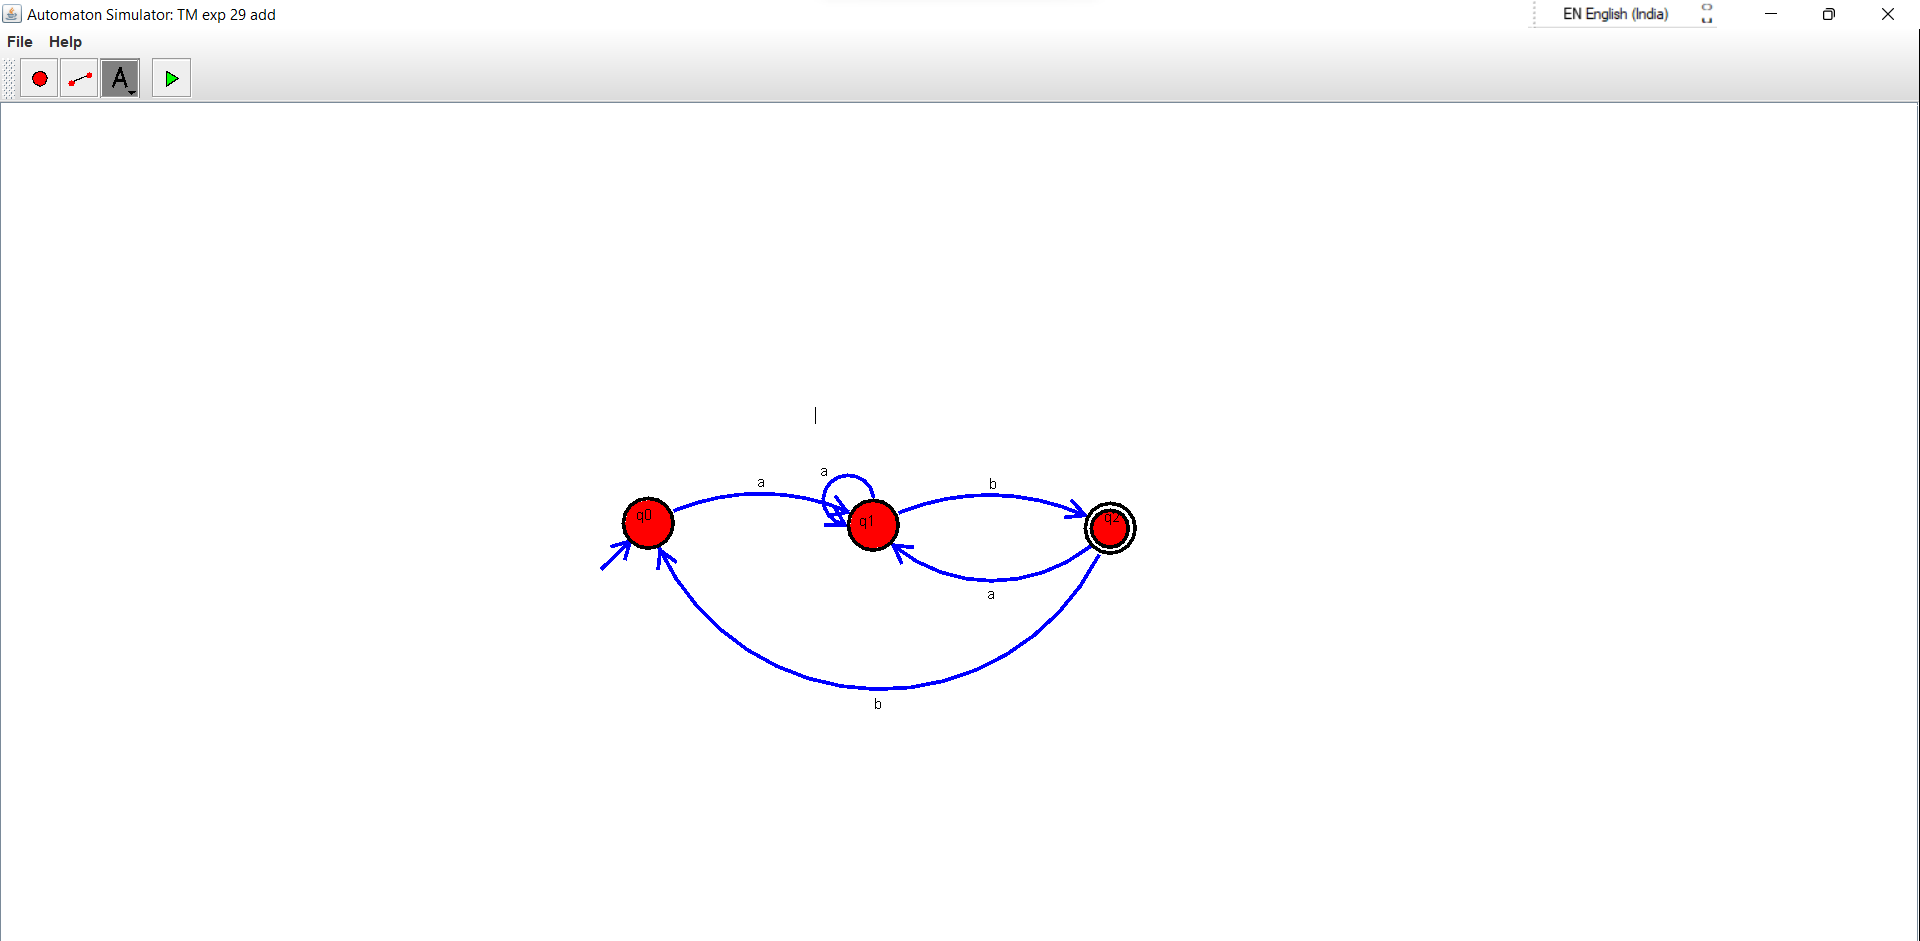 Automaton Simulator: TM exp 29 add
EN English (India)
File Help
A
a
a
b
q0
q1
q2
a
b